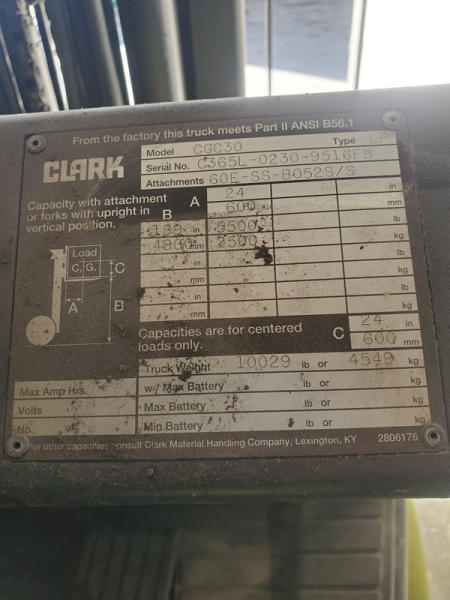 From the factory this truck meets Part II ANSI B56.1
CLARK
Model CGC30 Type LP
Serial No. C365L-0230-9516FB
Attachments 60E-SS-B052S/S
Capacity with attachment
or forks with upright in
vertical position.
A 24 in
B 600 mm
189 in 5500 lb
4800 mm 2500 kg
in lb
mm kg
in lb
mm kg
Load
C.G.
C
B
A
Capacities are for centered
loads only.
C 24 in
600 mm
Truck Weight 10029 lb or 4549 kg
Max Amp Hrs. w/ Max Battery lb or kg
Volts Max Battery lb or kg
No. Min Battery lb or kg
For other capacities consult Clark Material Handling Company, Lexington, KY 2806176